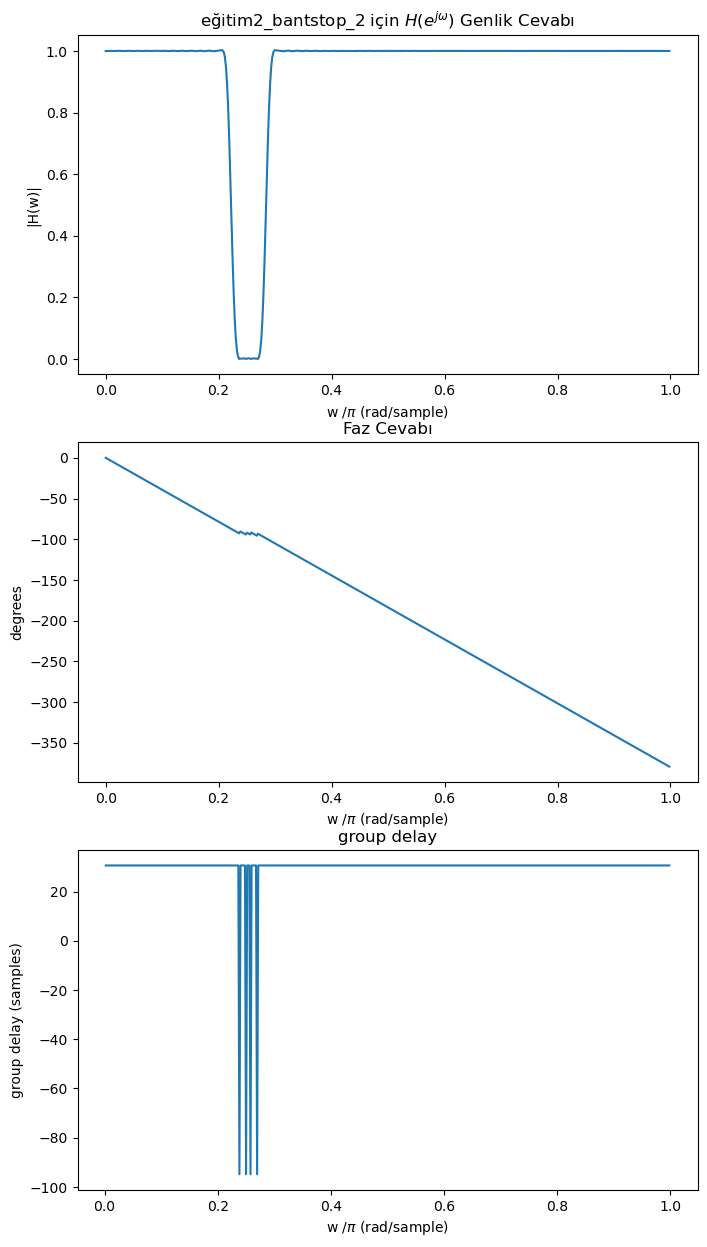 eğitim2_bantstop_2 için H(e^{jω}) Genlik Cevabı
1.0
0.8
0.6
0.4
0.2
0.0
|H(w)|
0.0 0.2 0.4 0.6 0.8 1.0
w /π (rad/sample)
Faz Cevabı
0
−50
−100
−150
−200
−250
−300
−350
degrees
0.0 0.2 0.4 0.6 0.8 1.0
w /π (rad/sample)
group delay
20
0
−20
−40
−60
−80
−100
group delay (samples)
0.0 0.2 0.4 0.6 0.8 1.0
w /π (rad/sample)